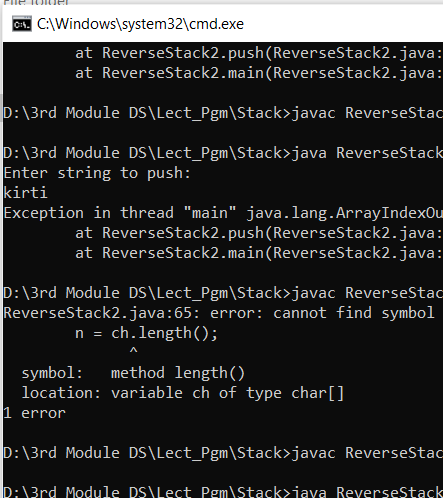 File folder
C:\Windows\system32\cmd.exe
at ReverseStack2.push(ReverseStack2.java:
at ReverseStack2.main(ReverseStack2.java:
D:\3rd Module DS\Lect_Pgm\Stack>javac ReverseStac
D:\3rd Module DS\Lect_Pgm\Stack>java ReverseStack
Enter string to push:
kirti
Exception in thread "main" java.lang.ArrayIndexOu
at ReverseStack2.push(ReverseStack2.java:
at ReverseStack2.main(ReverseStack2.java:
D:\3rd Module DS\Lect_Pgm\Stack>javac ReverseStac
ReverseStack2.java:65: error: cannot find symbol
n = ch.length();
^
symbol:   method length()
location: variable ch of type char[]
1 error
D:\3rd Module DS\Lect_Pgm\Stack>javac ReverseStac
D:\3rd Module DS\Lect_Pgm\Stack>java ReverseStack